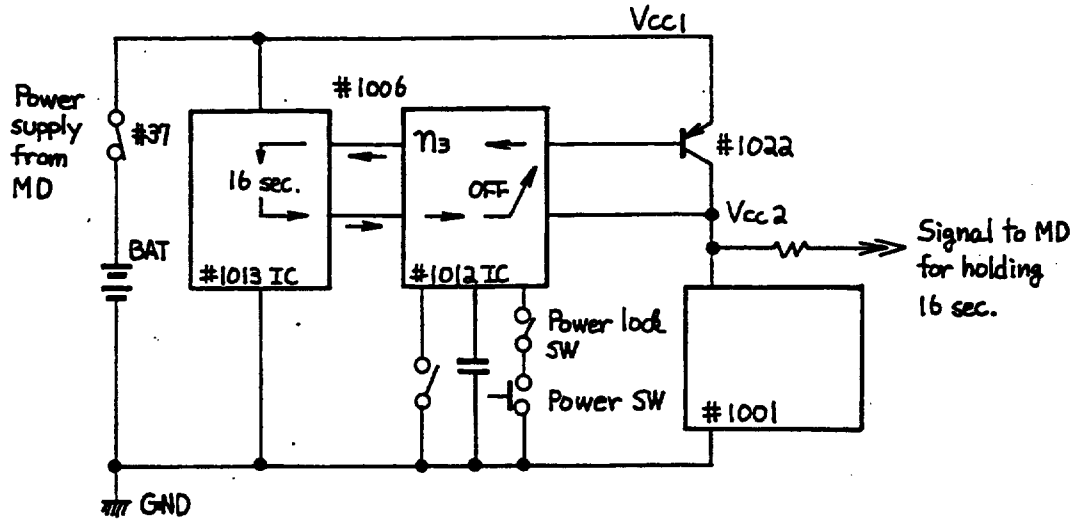 Vcc1
#1006
Power
supply
from
MD
#37
n3
#1022
16 sec.
OFF
Vcc2
BAT
#1013 IC
#1012 IC
Signal to MD
for holding
16 sec.
Power lock
SW
Power SW
#1001
GND